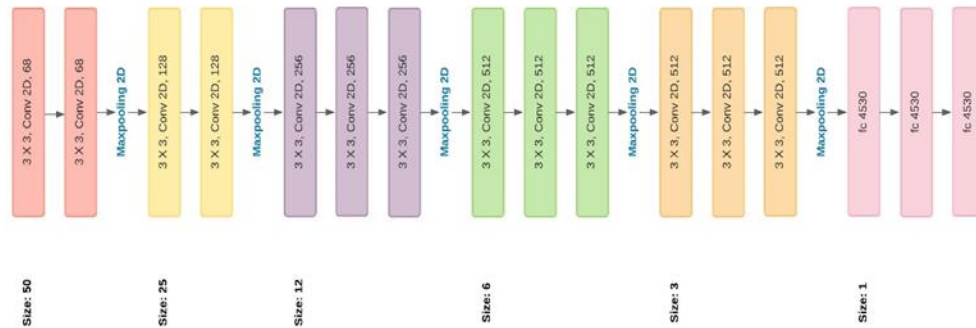 3 X 3, Conv 2D, 68
3 X 3, Conv 2D, 68
Maxpooling 2D
3 X 3, Conv 2D, 128
3 X 3, Conv 2D, 128
Maxpooling 2D
3 X 3, Conv 2D, 256
3 X 3, Conv 2D, 256
3 X 3, Conv 2D, 256
Maxpooling 2D
3 X 3, Conv 2D, 512
3 X 3, Conv 2D, 512
3 X 3, Conv 2D, 512
Maxpooling 2D
3 X 3, Conv 2D, 512
3 X 3, Conv 2D, 512
3 X 3, Conv 2D, 512
Maxpooling 2D
fc 4530
fc 4530
fc 4530
Size: 50
Size: 25
Size: 12
Size: 6
Size: 3
Size: 1